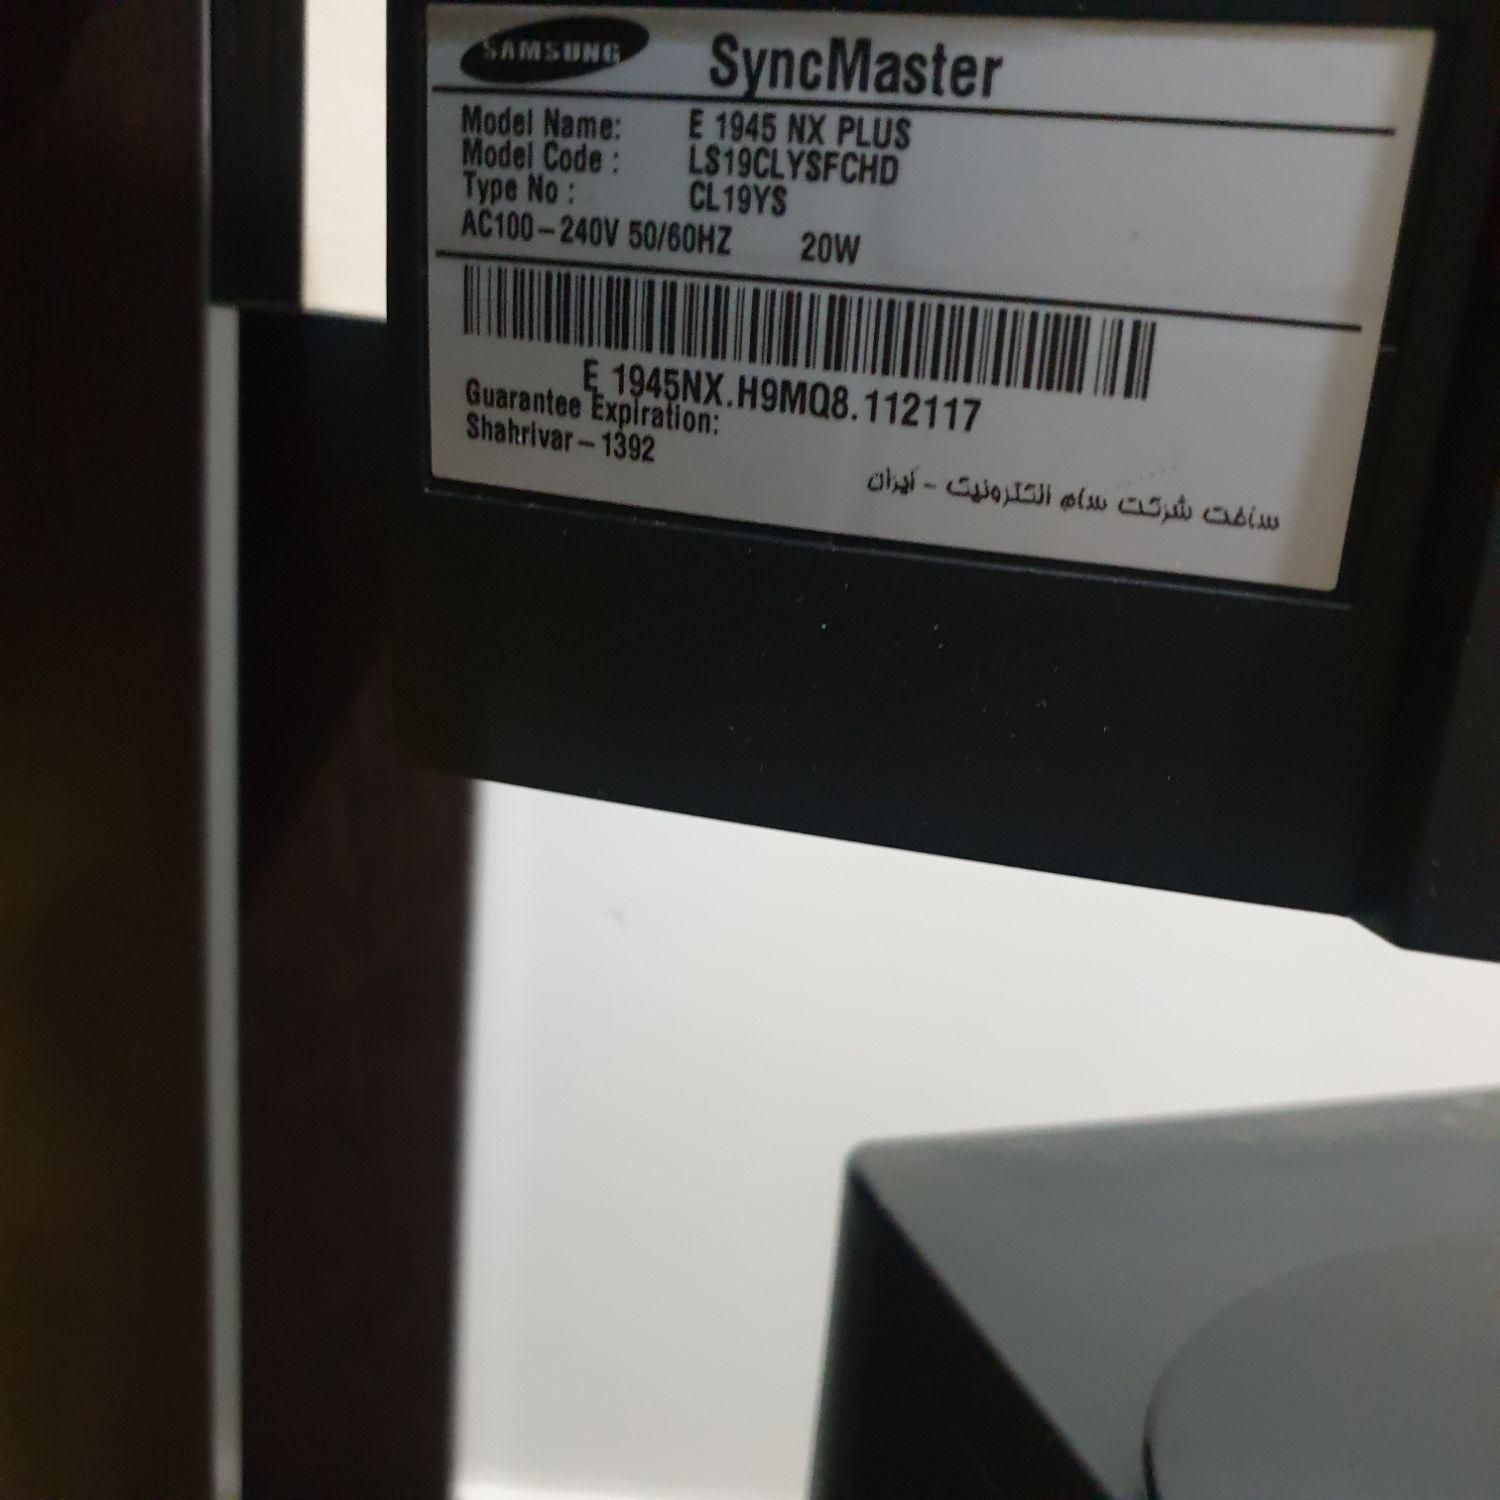 SAMSUNG SyncMaster
Model Name: E 1945 NX PLUS
Model Code : LS19CLYSFCHD
Type No : CL19YS
AC100-240V 50/60HZ 20W
E 1945NX.H9MQ8.112117
Guarantee Expiration:
Shahrivar-1392
ساخت شرکت سام الکترونیک - ایران